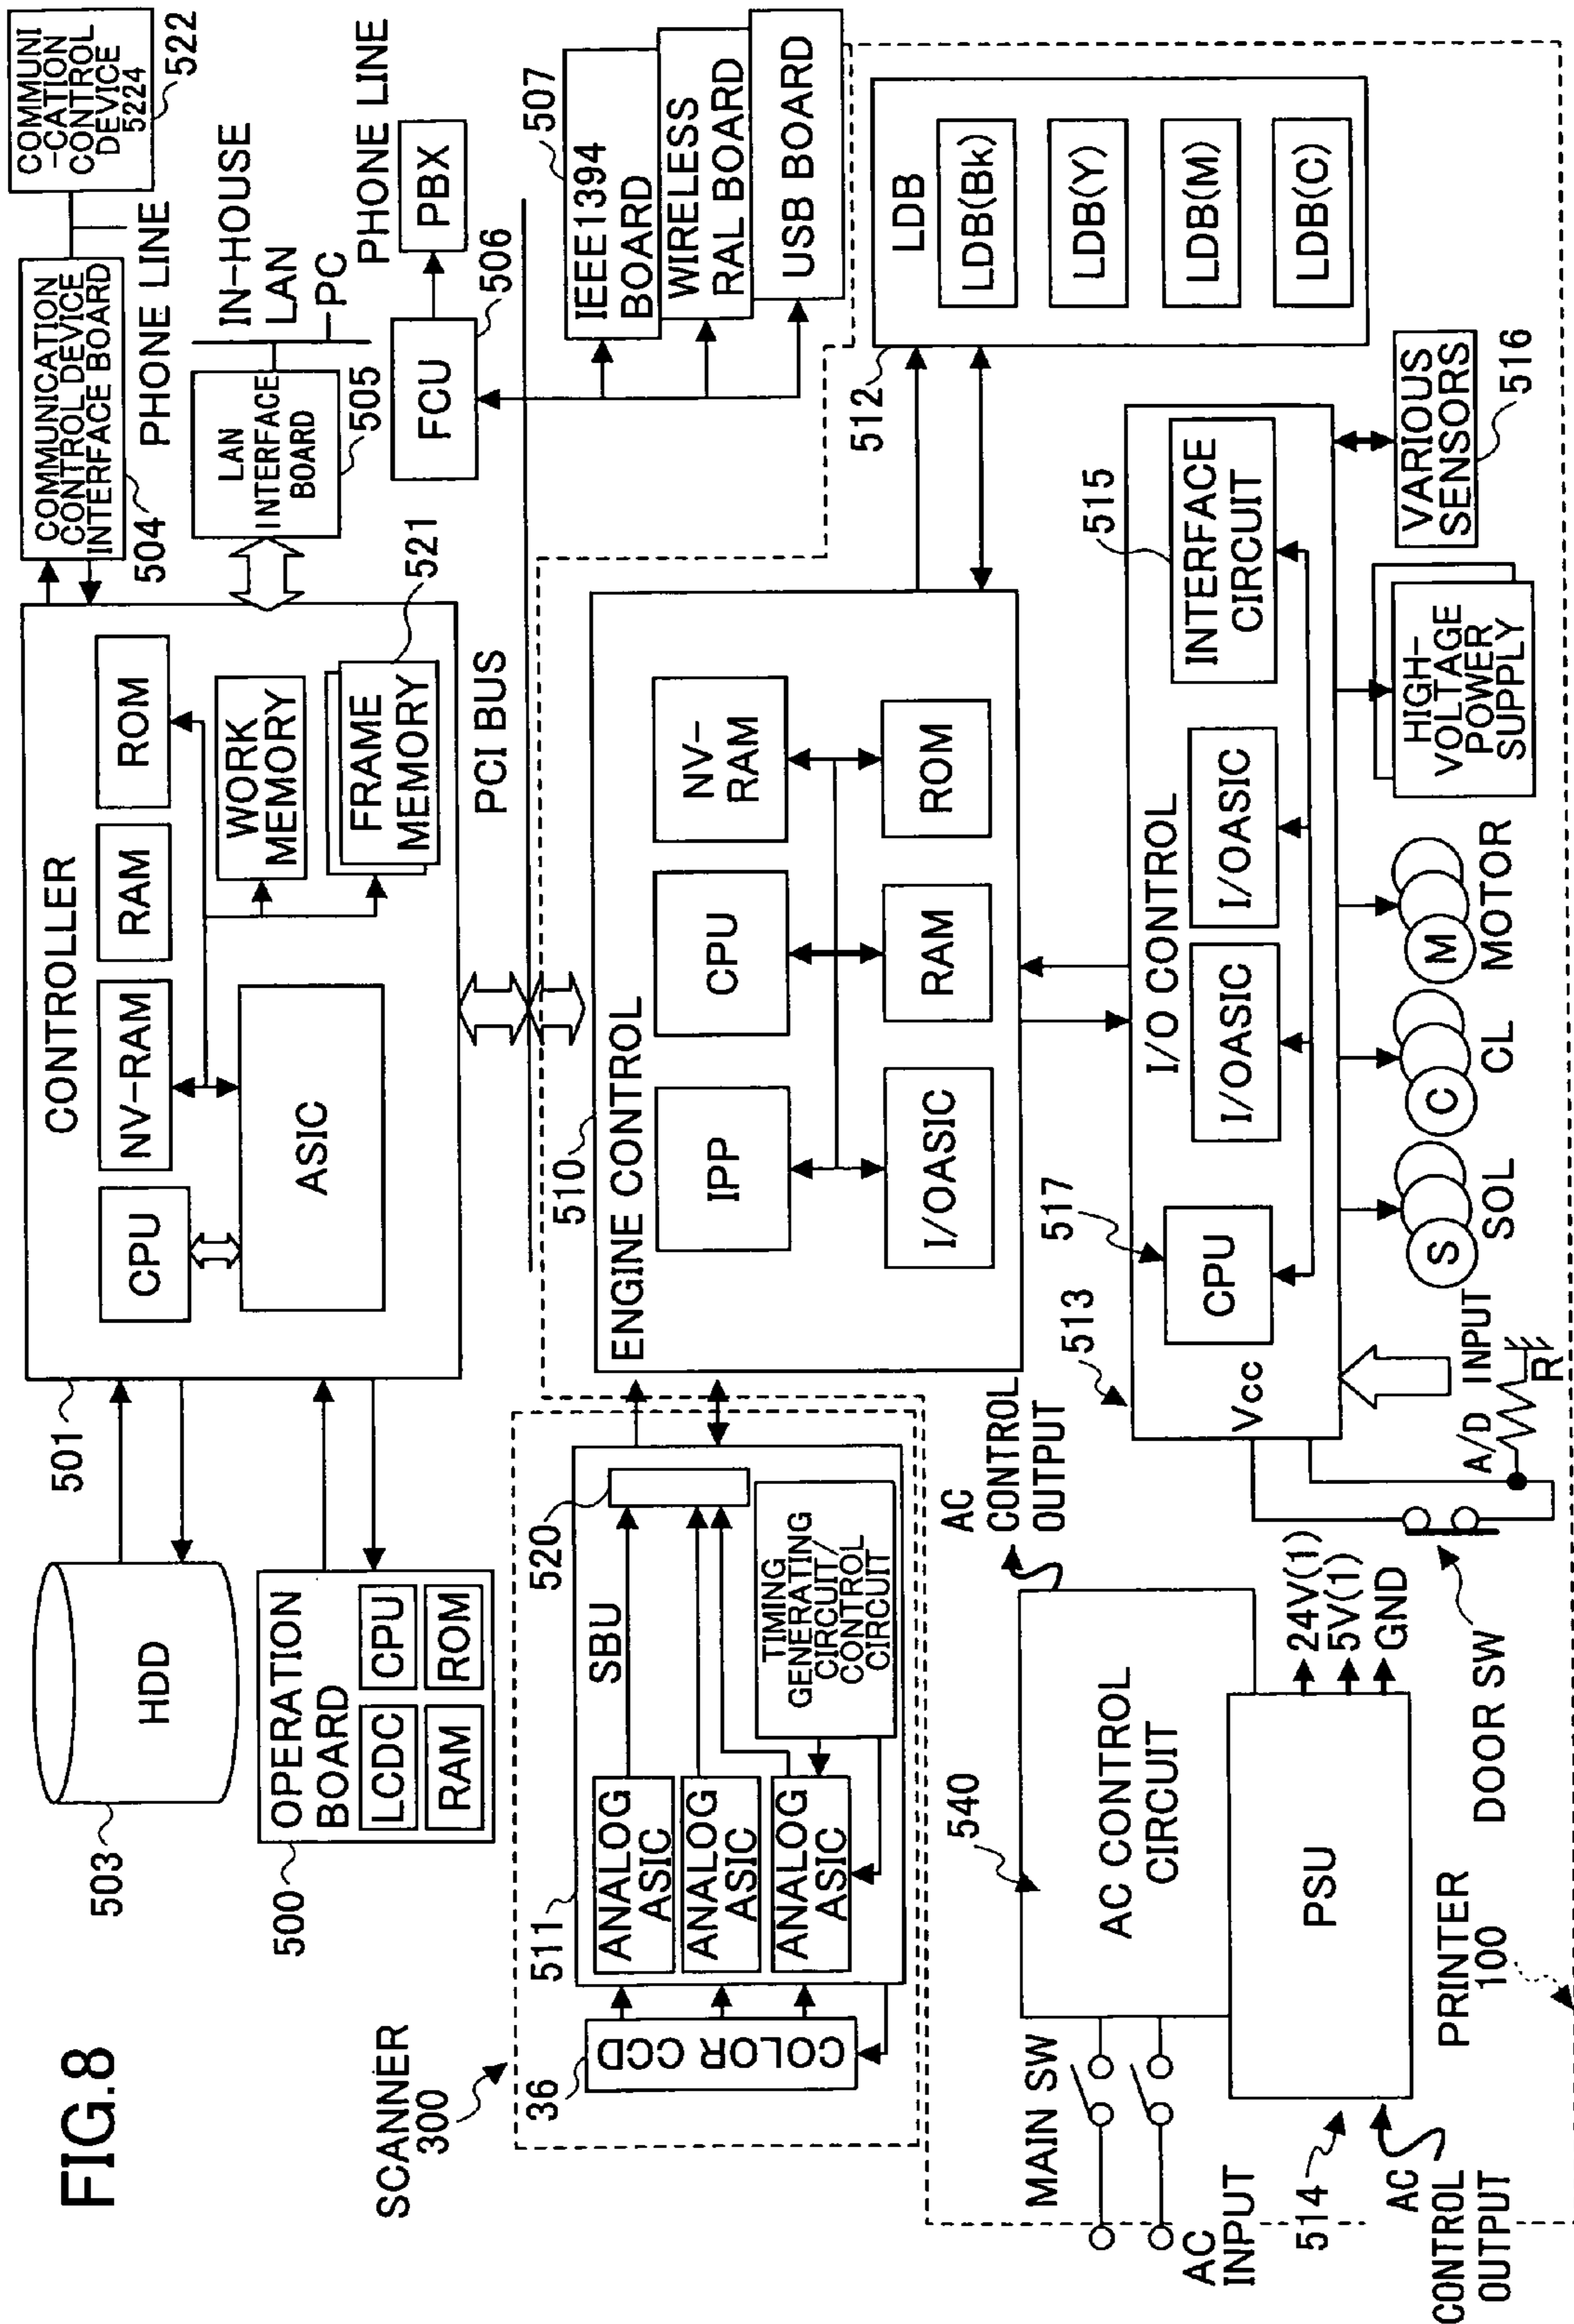 FIG.8
HDD
503
OPERATION
BOARD
LCDC
CPU
RAM
ROM
500
501
CONTROLLER
CPU
NV-RAM
RAM
ROM
ASIC
WORK
MEMORY
FRAME
MEMORY
521
COMMUNICATION
CONTROL DEVICE
INTERFACE BOARD
504
COMMUNI
-CATION
CONTROL
DEVICE
5224
522
PHONE LINE
IN-HOUSE
LAN
PC
LAN
INTERFACE
BOARD
505
PHONE LINE
PBX
FCU
506
PCI BUS
507
IEEE1394
BOARD
WIRELESS
RAL BOARD
USB BOARD
SCANNER
300
36
COLOR CCD
511
SBU
520
ANALOG
ASIC
ANALOG
ASIC
ANALOG
ASIC
TIMING
GENERATING
CIRCUIT/
CONTROL
CIRCUIT
510
ENGINE CONTROL
IPP
CPU
NV-
RAM
I/OASIC
RAM
ROM
512
LDB
LDB(Bk)
LDB(Y)
LDB(M)
LDB(C)
MAIN SW
AC
INPUT
540
AC CONTROL
CIRCUIT
AC
CONTROL
OUTPUT
PSU
514
AC
CONTROL
OUTPUT
24V(1)
5V(1)
GND
DOOR SW
PRINTER
100
513
517
I/O CONTROL
CPU
I/OASIC
I/OASIC
515
INTERFACE
CIRCUIT
Vcc
A/D INPUT
R
S
SOL
C
CL
M
MOTOR
HIGH-
VOLTAGE
POWER
SUPPLY
VARIOUS
SENSORS
516